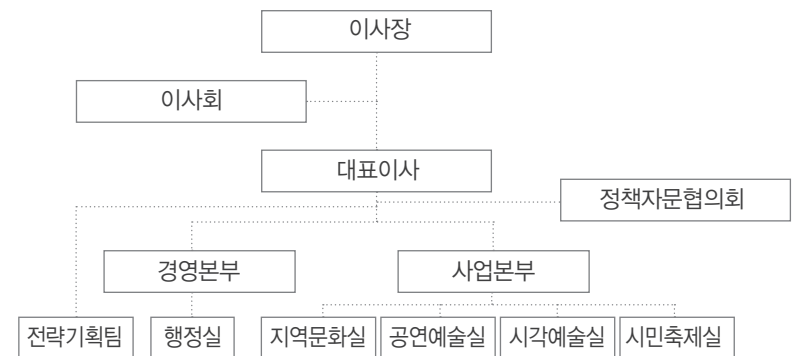 이사장
이사회
대표이사
정책자문협의회
경영본부
사업본부
전략기획팀
행정실
지역문화실
공연예술실
시각예술실
시민축제실